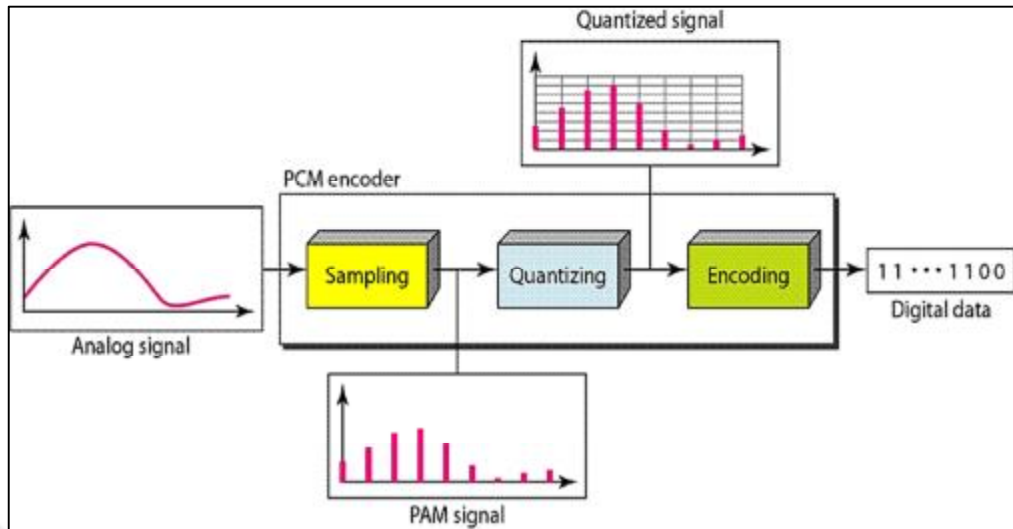 Quantized signal
PCM encoder
Sampling
Quantizing
Encoding
11···1100
Digital data
Analog signal
PAM signal